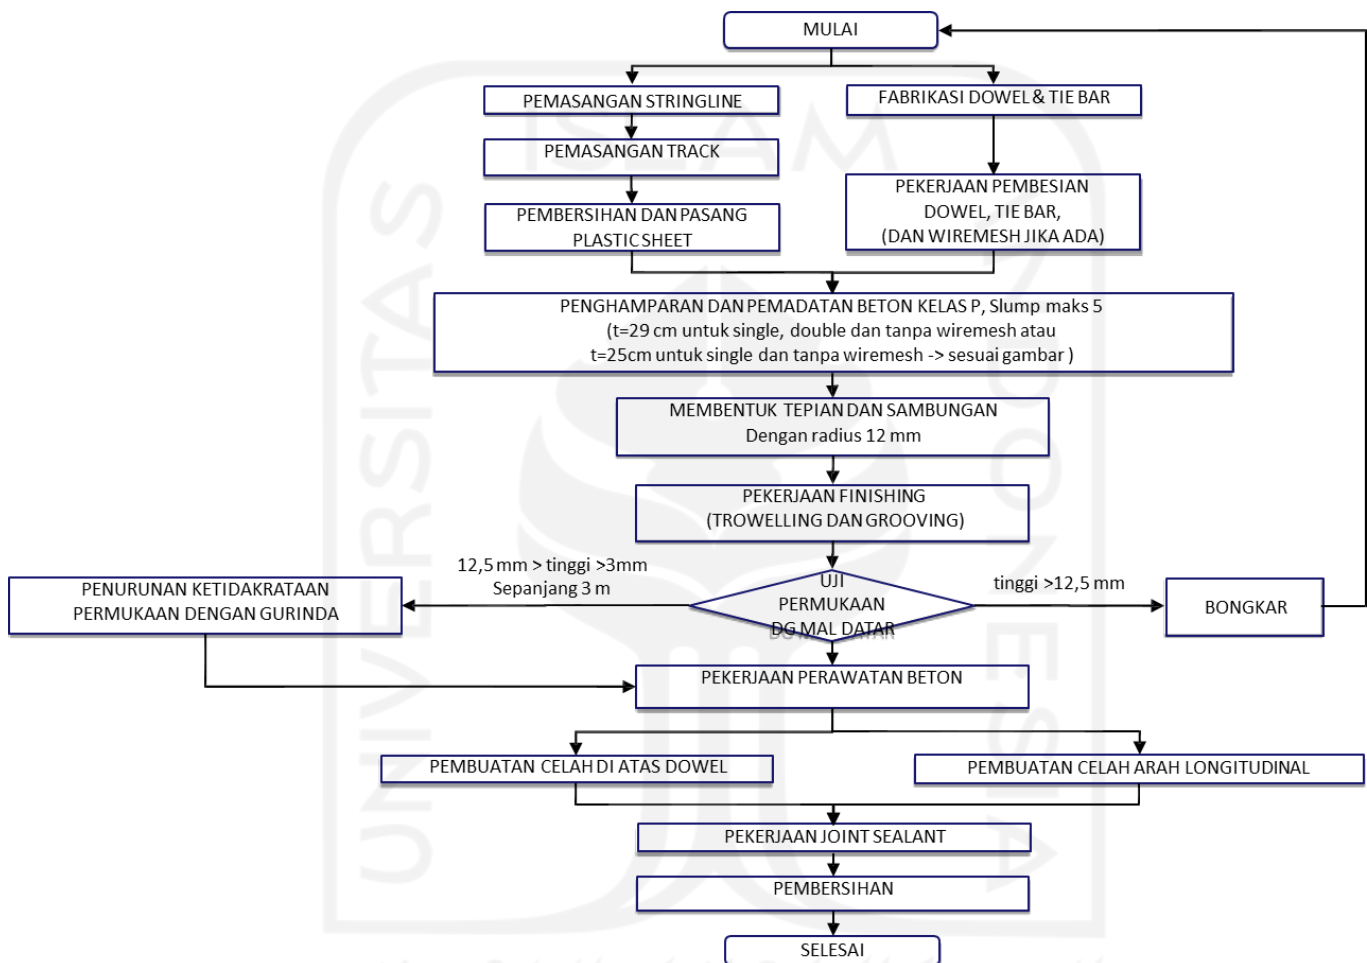 MULAI
PEMASANGAN STRINGLINE
FABRIKASI DOWEL & TIE BAR
PEMASANGAN TRACK
PEKERJAAN PEMBESIAN
DOWEL, TIE BAR,
(DAN WIREMESH JIKA ADA)
PEMBERSIHAN DAN PASANG
PLASTIC SHEET
PENGHAMPARAN DAN PEMADATAN BETON KELAS P, Slump maks 5
(t=29 cm untuk single, double dan tanpa wiremesh atau
t=25cm untuk single dan tanpa wiremesh -> sesuai gambar )
MEMBENTUK TEPIAN DAN SAMBUNGAN
Dengan radius 12 mm
PEKERJAAN FINISHING
(TROWELLING DAN GROOVING)
12,5 mm > tinggi >3mm
Sepanjang 3 m
UJI
PERMUKAAN
DG MAL DATAR
tinggi >12,5 mm
PENURUNAN KETIDAKRATAAN
PERMUKAAN DENGAN GURINDA
BONGKAR
PEKERJAAN PERAWATAN BETON
PEMBUATAN CELAH DI ATAS DOWEL
PEMBUATAN CELAH ARAH LONGITUDINAL
PEKERJAAN JOINT SEALANT
PEMBERSIHAN
SELESAI
UNIVERSITAS
ISLAM
INDONESIA